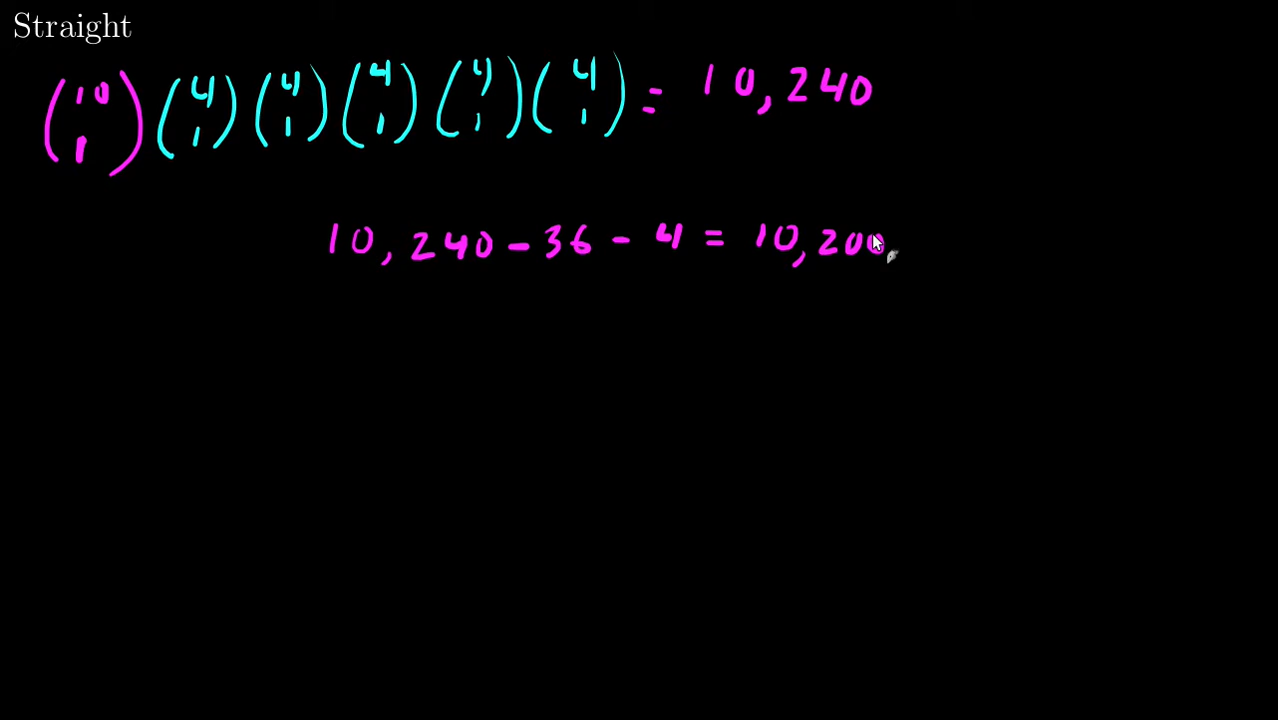 Straight
(10 1)(4 1)(4 1)(4 1)(4 1)(4 1) = 10,240
10,240 - 36 - 4 = 10,200